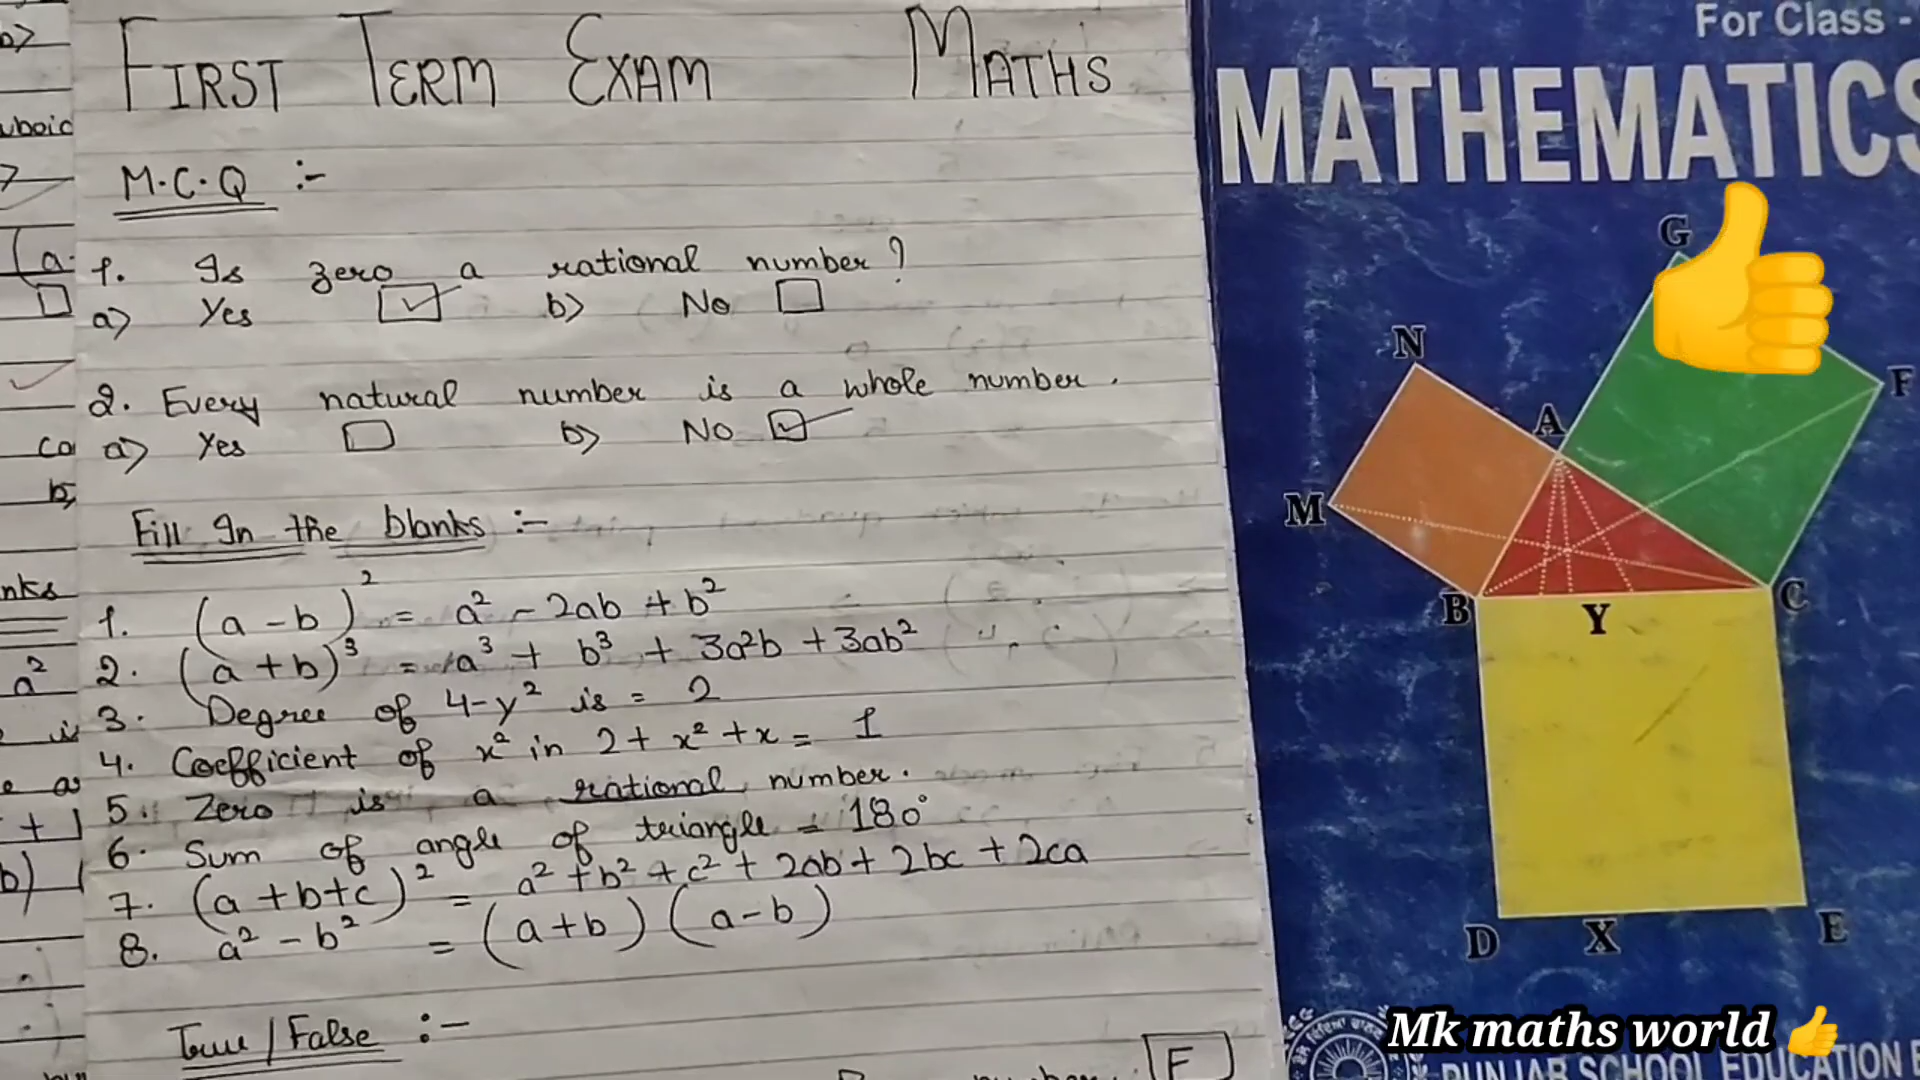 FIRST TERM EXAM MATHS
M.C.Q :-
1. Is zero a rational number?
a) Yes ☑ b) No ☐
2. Every natural number is a whole number.
a) Yes ☐ b) No ☑
Fill In the blanks :-
1. (a - b)² = a² - 2ab + b²
2. (a + b)³ = a³ + b³ + 3a²b + 3ab²
3. Degree of 4-y² is = 2
4. Coefficient of x² in 2 + x² + x = 1
5. Zero is a rational number.
6. Sum of angle of triangle = 180°
7. (a + b + c)² = a² + b² + c² + 2ab + 2bc + 2ca
8. a² - b² = (a+b) (a-b)
True/False :-
F
For Class -
MATHEMATICS
G
N
F
A
M
B
Y
C
D
X
E
Mk maths world 👍
PUNJAB SCHOOL EDUCATION B